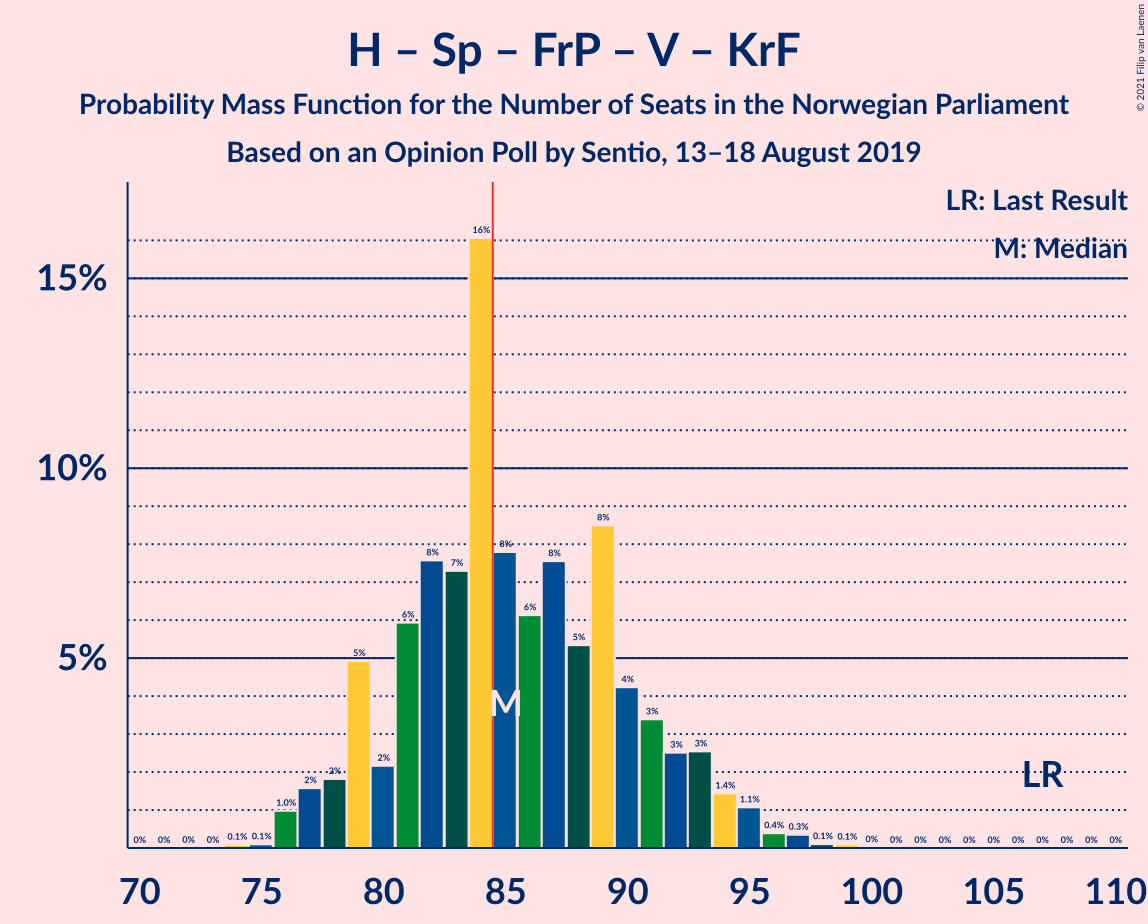 H – Sp – FrP – V – KrF
Probability Mass Function for the Number of Seats in the Norwegian Parliament
Based on an Opinion Poll by Sentio, 13–18 August 2019
© 2021 Filip van Laenen
LR: Last Result
M: Median
15%
10%
5%
0% 0% 0% 0% 0.1% 0.1% 1.0% 2% 2% 5% 2% 6% 8% 7% 16% 8% 6% 8% 5% 8% 4% 3% 3% 3% 1.4% 1.1% 0.4% 0.3% 0.1% 0.1% 0% 0% 0% 0% 0% 0% 0% 0% 0% 0% 0%
M
LR
70 75 80 85 90 95 100 105 110